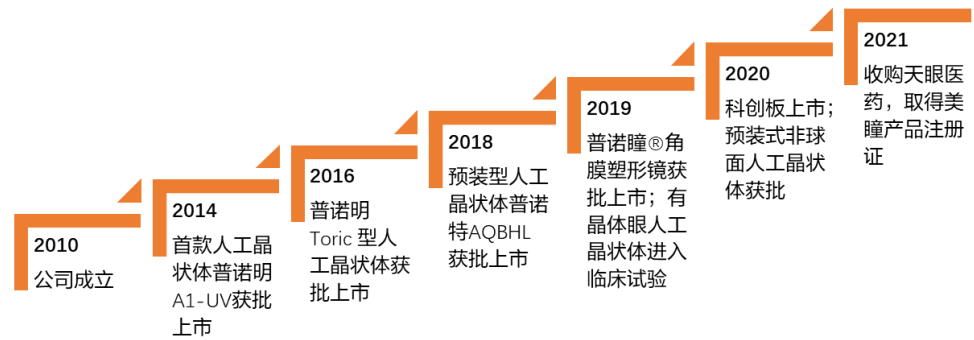 2010
公司成立
2014
首款人工晶
状体普诺明
A1-UV获批
上市
2016
普诺明
Toric 型人
工晶状体获
批上市
2018
预装型人工
晶状体普诺
特AQBHL
获批上市
2019
普诺瞳®角
膜塑形镜获
批上市；有
晶体眼人工
晶状体进入
临床试验
2020
科创板上市；
预装式非球
面人工晶状
体获批
2021
收购天眼医
药，取得美
瞳产品注册
证